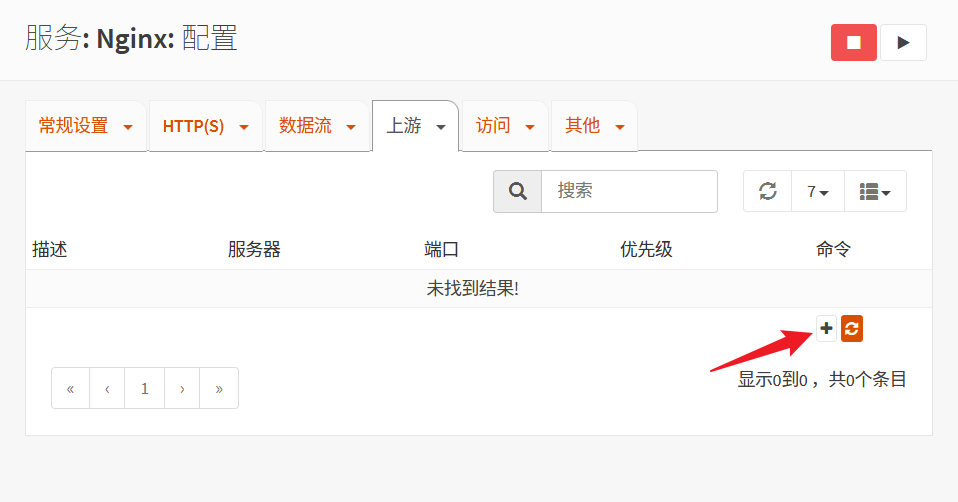 服务: Nginx: 配置
常规设置 HTTP(S) 数据流 上游 访问 其他
搜索 7
描述 服务器 端口 优先级 命令
未找到结果!
« ‹ 1 › »
显示0到0 ，共0个条目